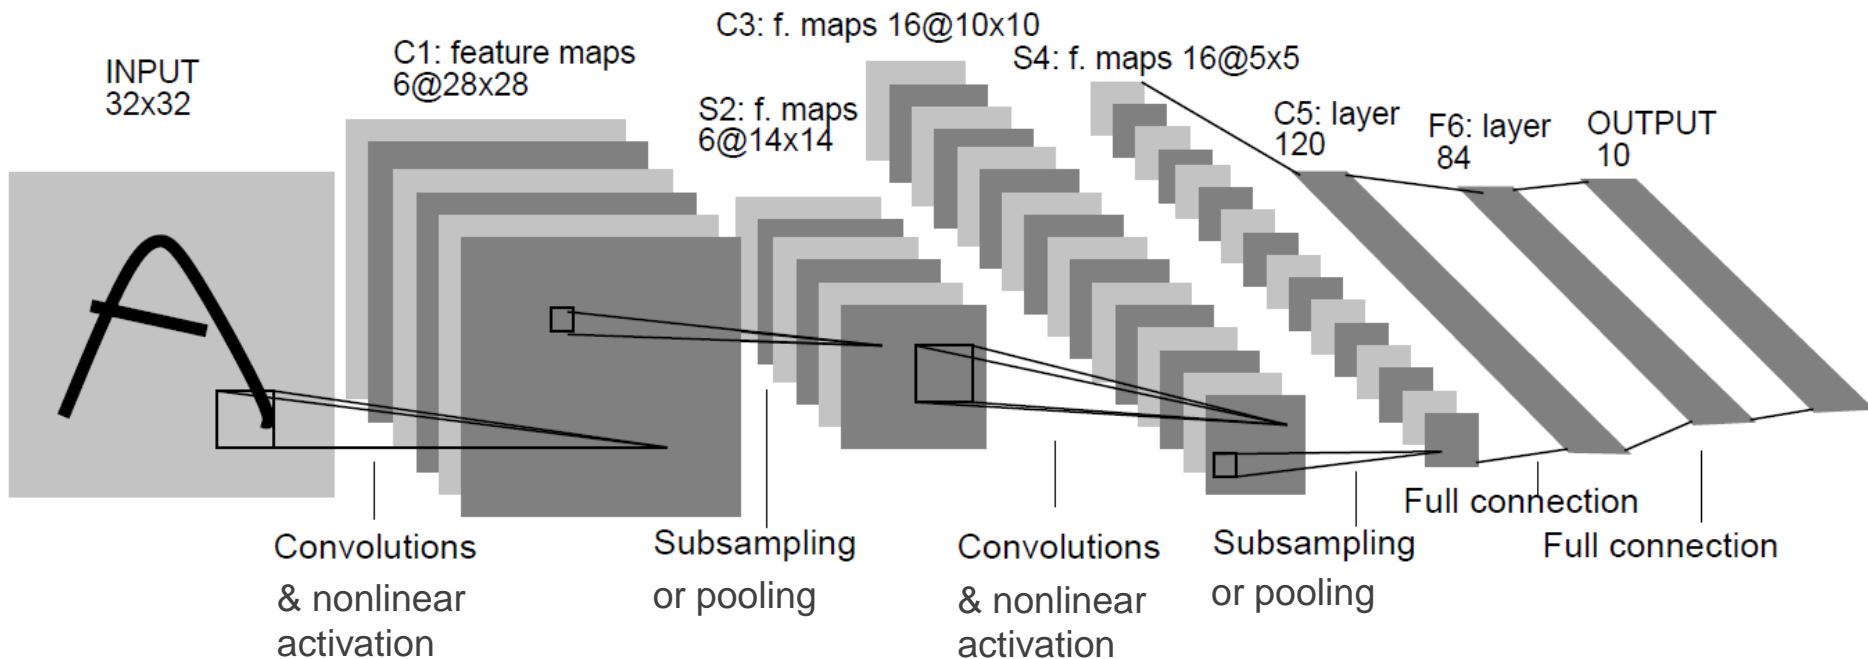 INPUT
32x32
C1: feature maps
6@28x28
S2: f. maps
6@14x14
C3: f. maps 16@10x10
S4: f. maps 16@5x5
C5: layer
120
F6: layer
84
OUTPUT
10
Convolutions
& nonlinear
activation
Subsampling
or pooling
Convolutions
& nonlinear
activation
Subsampling
or pooling
Full connection
Full connection